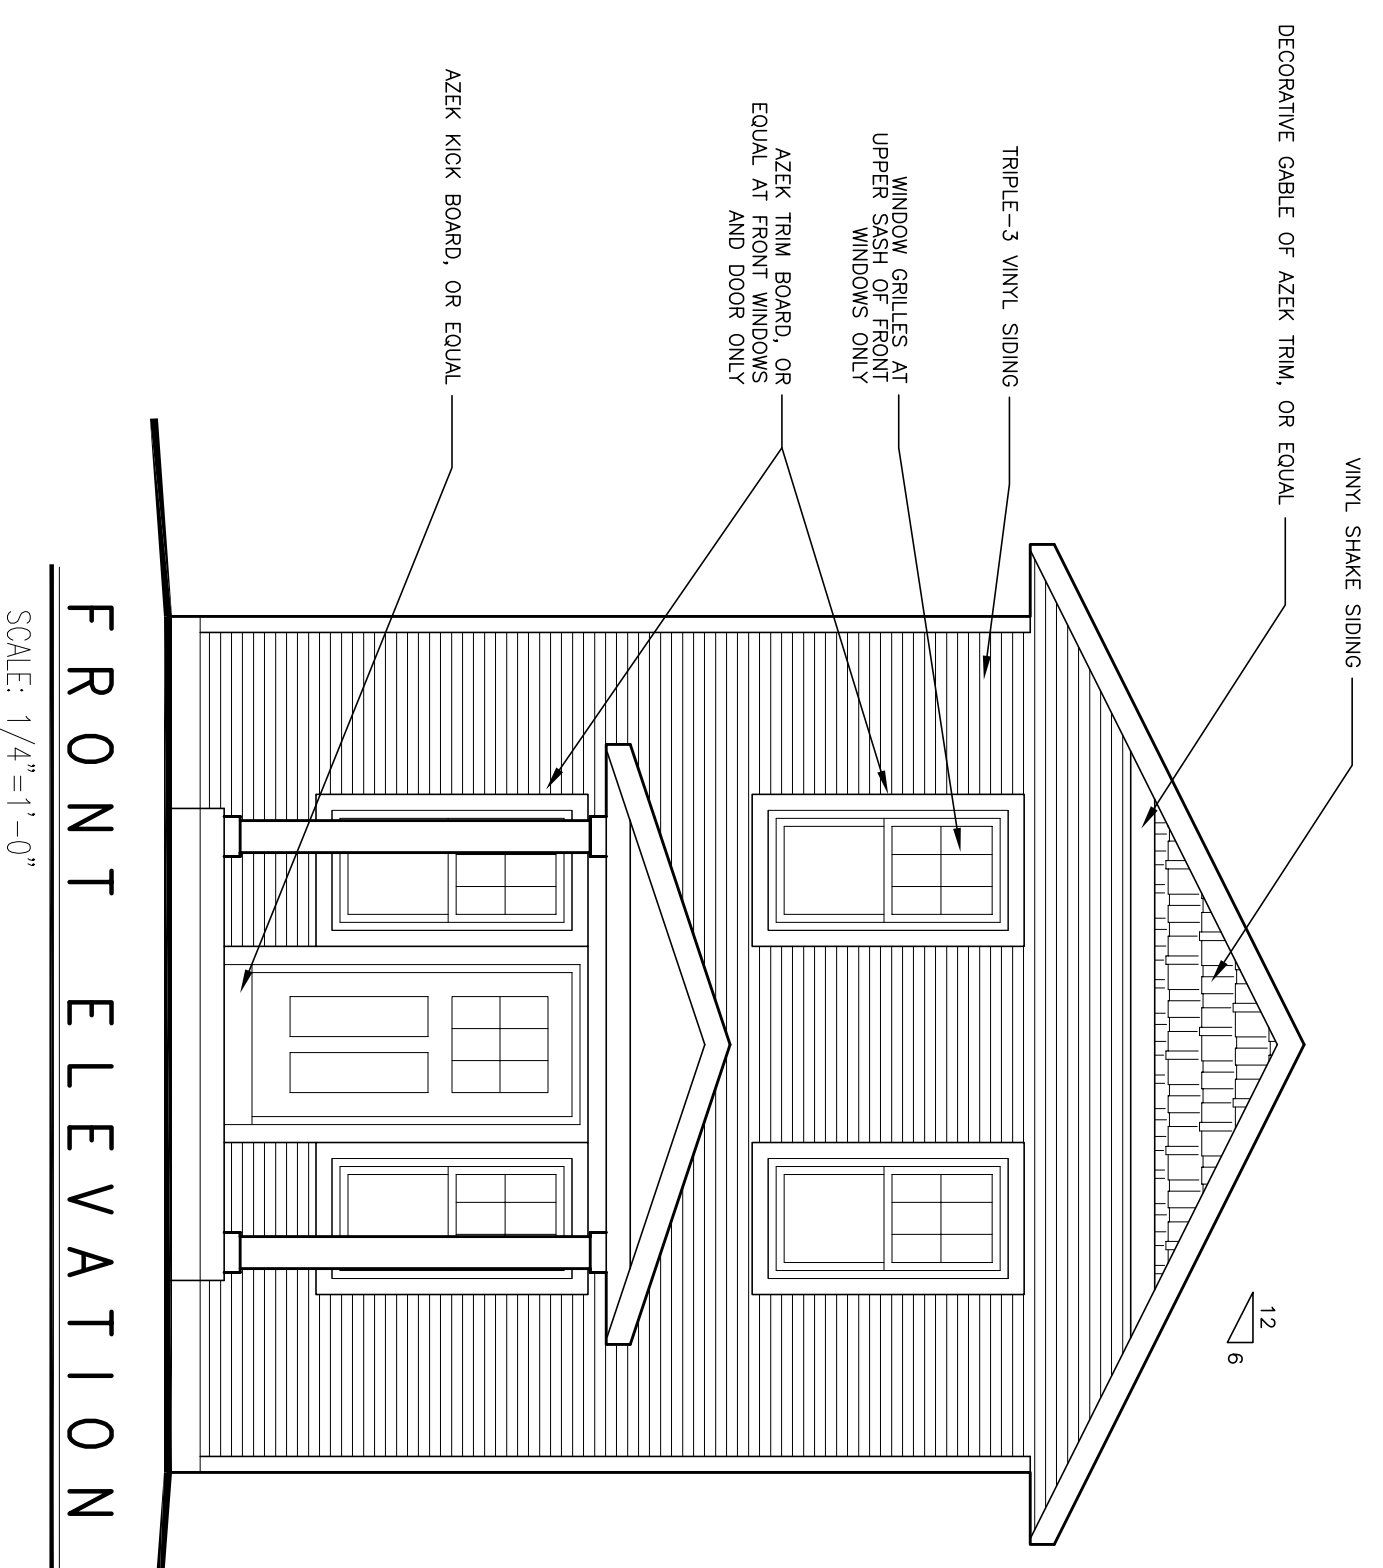 VINYL SHAKE SIDING
DECORATIVE GABLE OF AZEK TRIM, OR EQUAL
12
6
TRIPLE-3 VINYL SIDING
WINDOW GRILLES AT
UPPER SASH OF FRONT
WINDOWS ONLY
AZEK TRIM BOARD, OR
EQUAL AT FRONT WINDOWS
AND DOOR ONLY
AZEK KICK BOARD, OR EQUAL
FRONT ELEVATION
SCALE: 1/4"=1'-0"